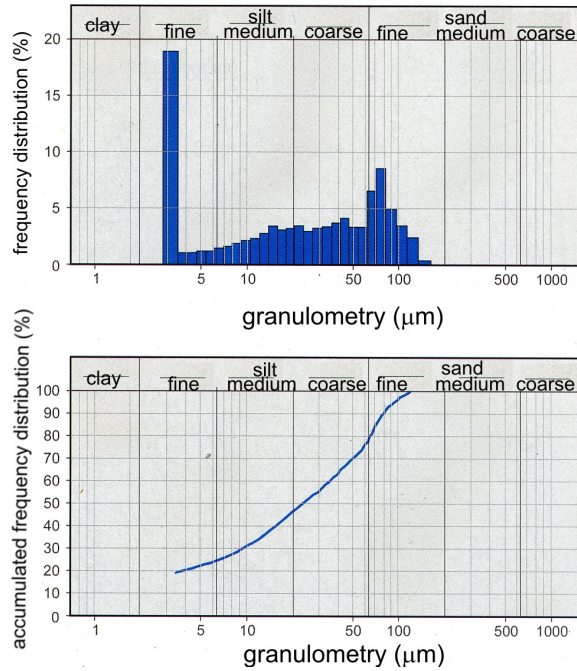 clay
silt
sand
fine medium coarse fine medium coarse
frequency distribution (%)
20
15
10
5
0
1 5 10 50 100 500 1000
granulometry (μm)
clay
silt
sand
fine medium coarse fine medium coarse
accumulated frequency distribution (%)
100
90
80
70
60
50
40
30
20
10
0
1 5 10 50 100 500 1000
granulometry (μm)